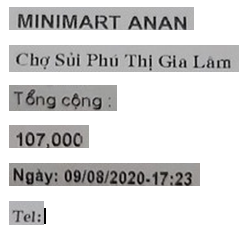 MINIMART ANAN
Chợ Sủi Phú Thị Gia Lâm
Tổng cộng :
107,000
Ngày: 09/08/2020-17:23
Tel: